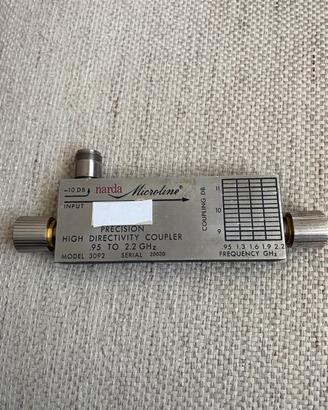 –10 DB
narda Microline®
INPUT
PRECISION
HIGH DIRECTIVITY COUPLER
.95 TO 2.2 GHz
MODEL 3092 SERIAL
COUPLING DB
11
10
9
.95 1.3 1.6 1.9 2.2
FREQUENCY GHz